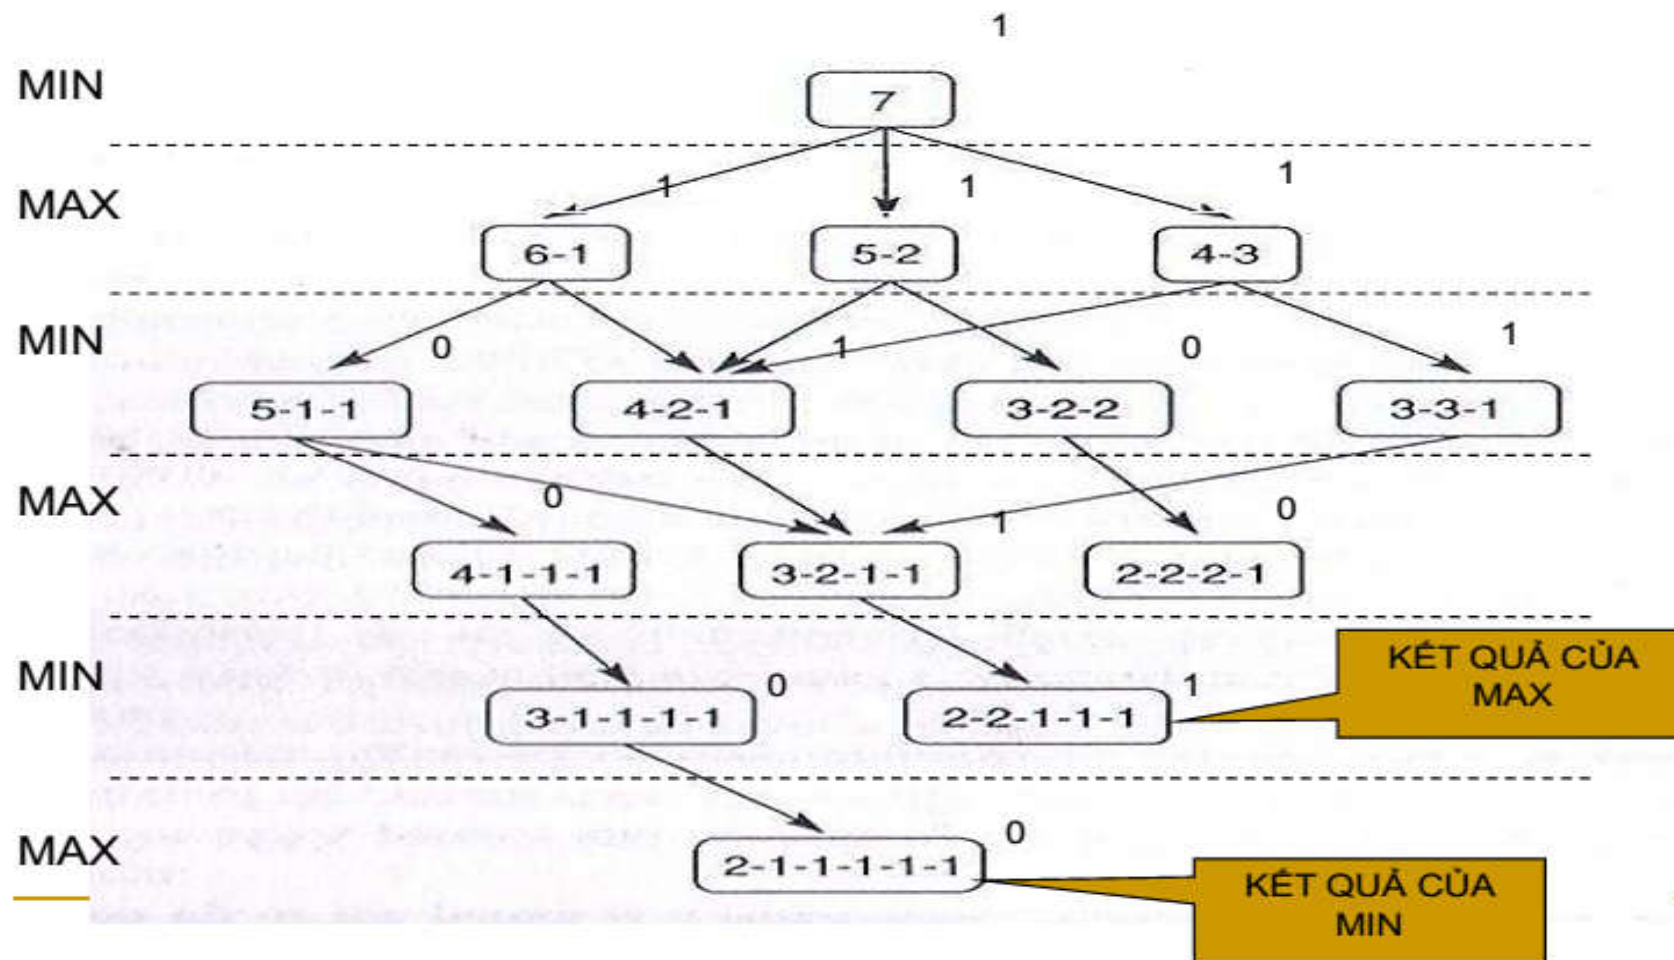 1
MIN
7
1
1
1
MAX
6-1
5-2
4-3
MIN
0
1
0
1
5-1-1
4-2-1
3-2-2
3-3-1
MAX
0
1
0
4-1-1-1
3-2-1-1
2-2-2-1
MIN
0
1
3-1-1-1-1
2-2-1-1-1
KẾT QUẢ CỦA
MAX
MAX
0
2-1-1-1-1-1
KẾT QUẢ CỦA
MIN